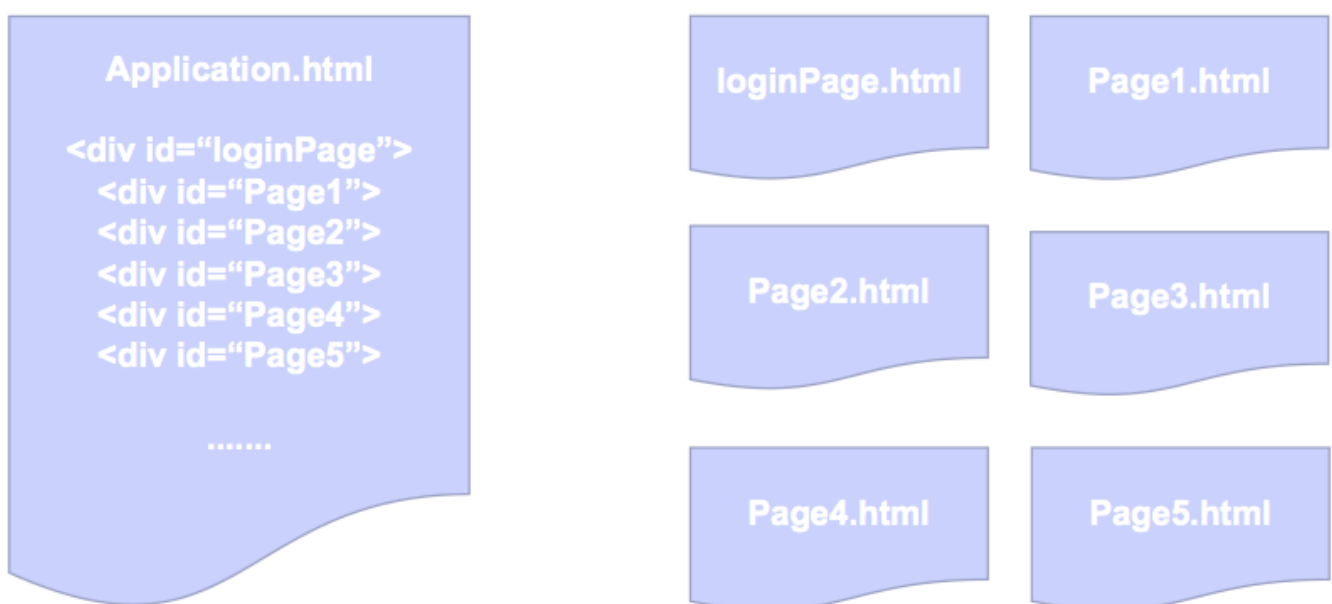 Application.html
<div id=“loginPage”>
<div id=“Page1”>
<div id=“Page2”>
<div id=“Page3”>
<div id=“Page4”>
<div id=“Page5”>
.......
loginPage.html
Page1.html
Page2.html
Page3.html
Page4.html
Page5.html